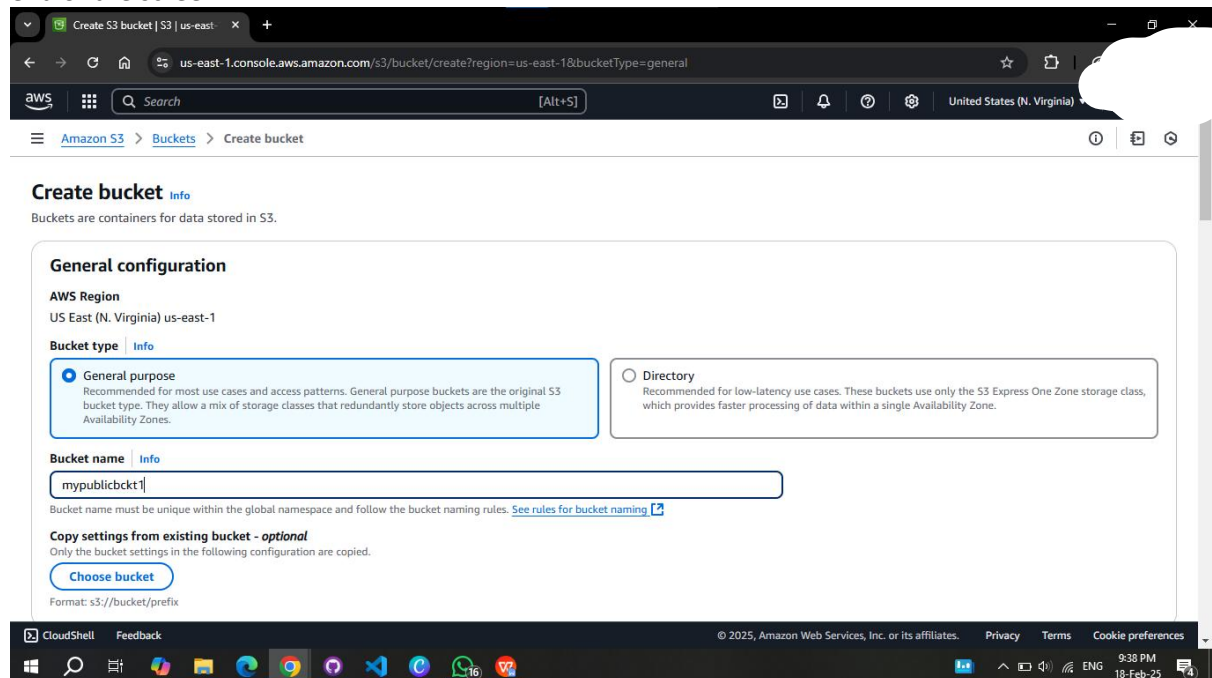 Create S3 bucket | S3 | us-east-
us-east-1.console.aws.amazon.com/s3/bucket/create?region=us-east-1&bucketType=general
aws
Search
[Alt+S]
United States (N. Virginia)
Amazon S3 > Buckets > Create bucket
Create bucket Info
Buckets are containers for data stored in S3.
General configuration
AWS Region
US East (N. Virginia) us-east-1
Bucket type Info
General purpose
Recommended for most use cases and access patterns. General purpose buckets are the original S3
bucket type. They allow a mix of storage classes that redundantly store objects across multiple
Availability Zones.
Directory
Recommended for low-latency use cases. These buckets use only the S3 Express One Zone storage class,
which provides faster processing of data within a single Availability Zone.
Bucket name Info
mypublicbckt1
Bucket name must be unique within the global namespace and follow the bucket naming rules. See rules for bucket naming
Copy settings from existing bucket - optional
Only the bucket settings in the following configuration are copied.
Choose bucket
Format: s3://bucket/prefix
CloudShell Feedback
© 2025, Amazon Web Services, Inc. or its affiliates. Privacy Terms Cookie preferences
16
ENG
9:38 PM
18-Feb-25
4